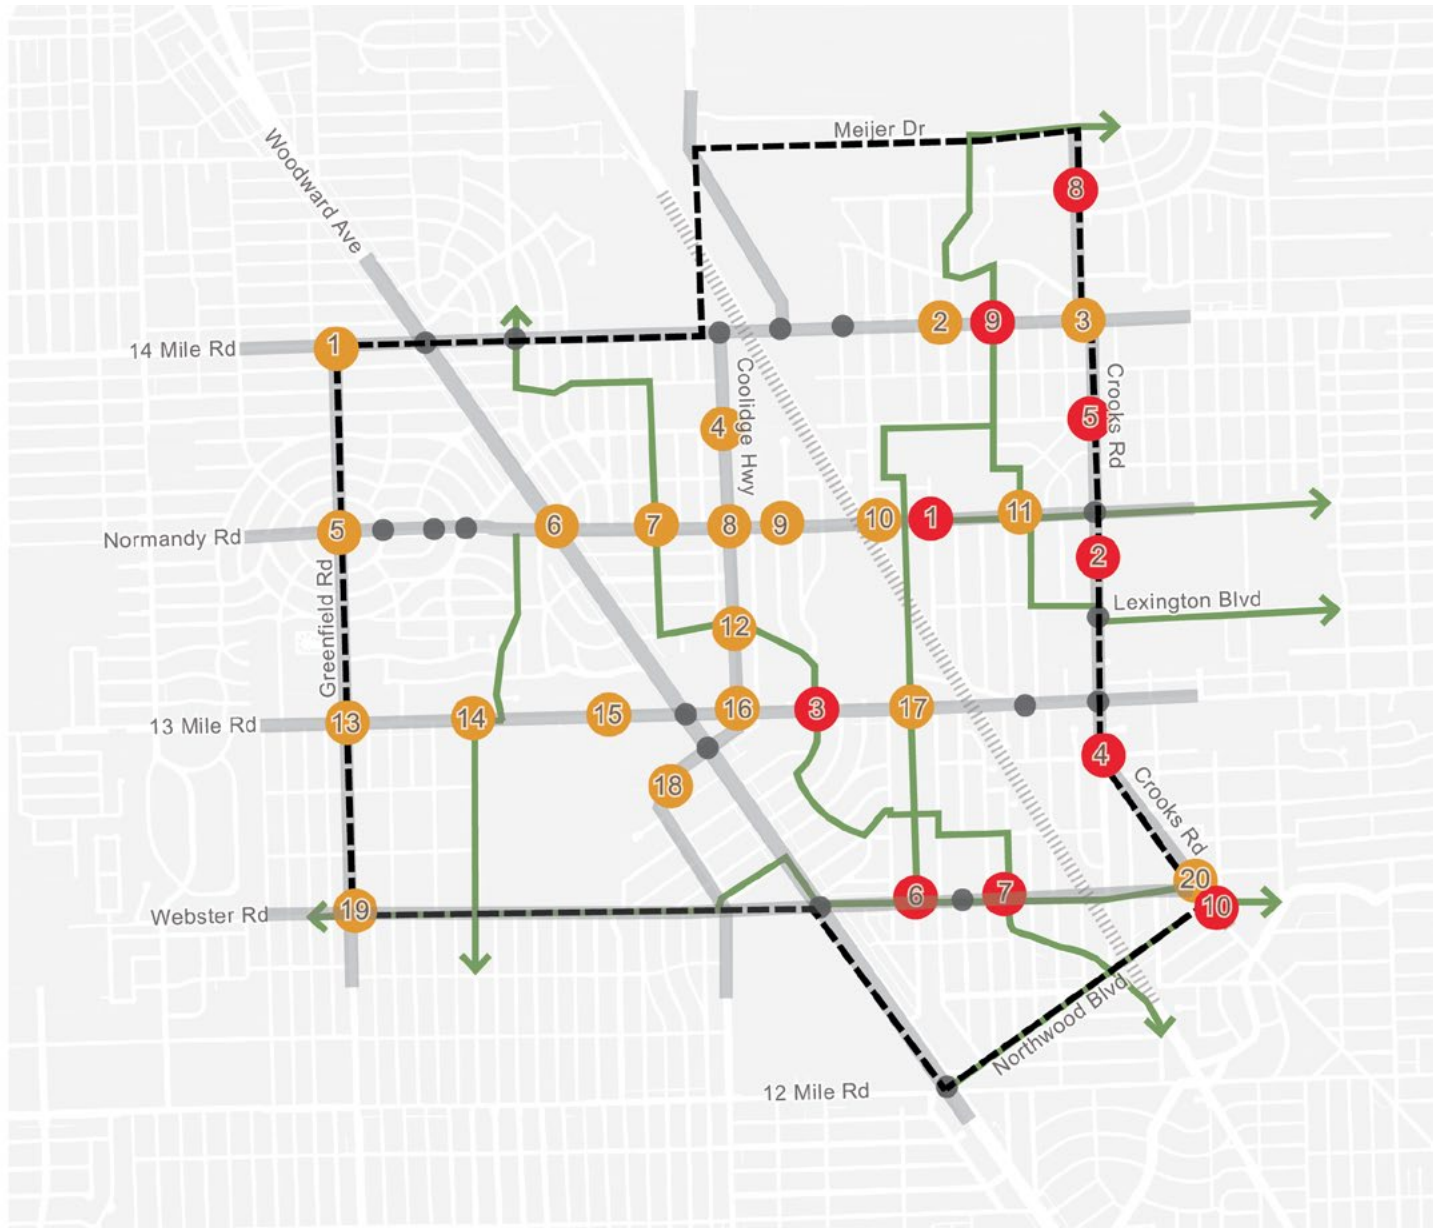 Meijer Dr
Woodward Ave
8
14 Mile Rd
1
2
9
3
Coolidge Hwy
4
5
Crooks Rd
Normandy Rd
5
6
7
8
9
10
1
11
2
Greenfield Rd
12
Lexington Blvd
13 Mile Rd
13
14
15
16
3
17
4
18
Crooks Rd
Webster Rd
19
6
7
20
10
Northwood Blvd
12 Mile Rd